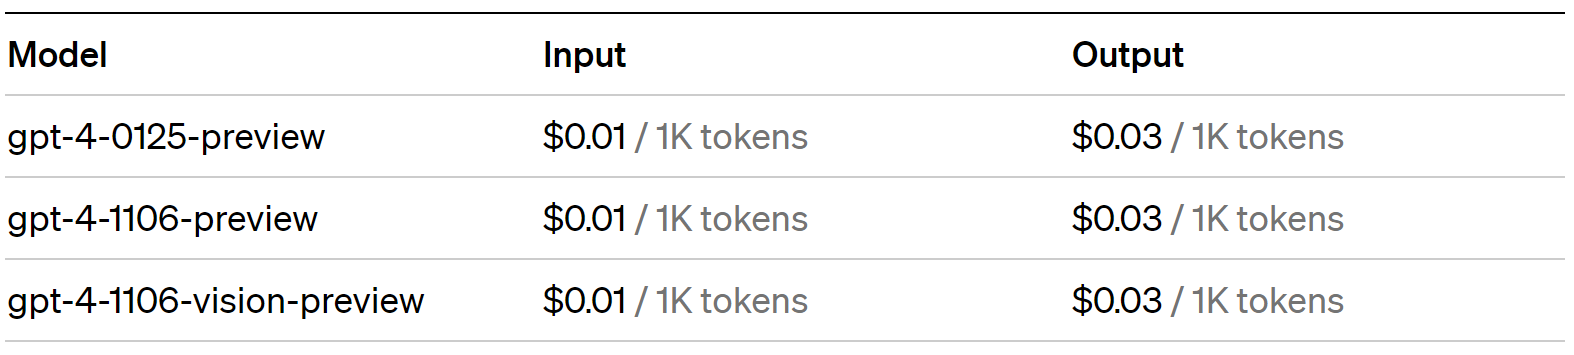 Model Input Output
gpt-4-0125-preview $0.01 / 1K tokens $0.03 / 1K tokens
gpt-4-1106-preview $0.01 / 1K tokens $0.03 / 1K tokens
gpt-4-1106-vision-preview $0.01 / 1K tokens $0.03 / 1K tokens